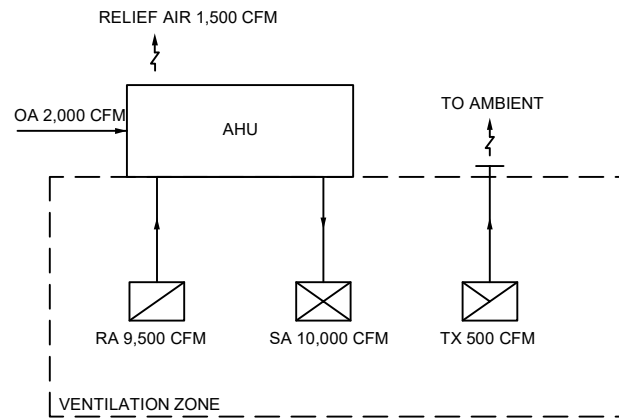 RELIEF AIR 1,500 CFM
OA 2,000 CFM
AHU
TO AMBIENT
RA 9,500 CFM
SA 10,000 CFM
TX 500 CFM
VENTILATION ZONE